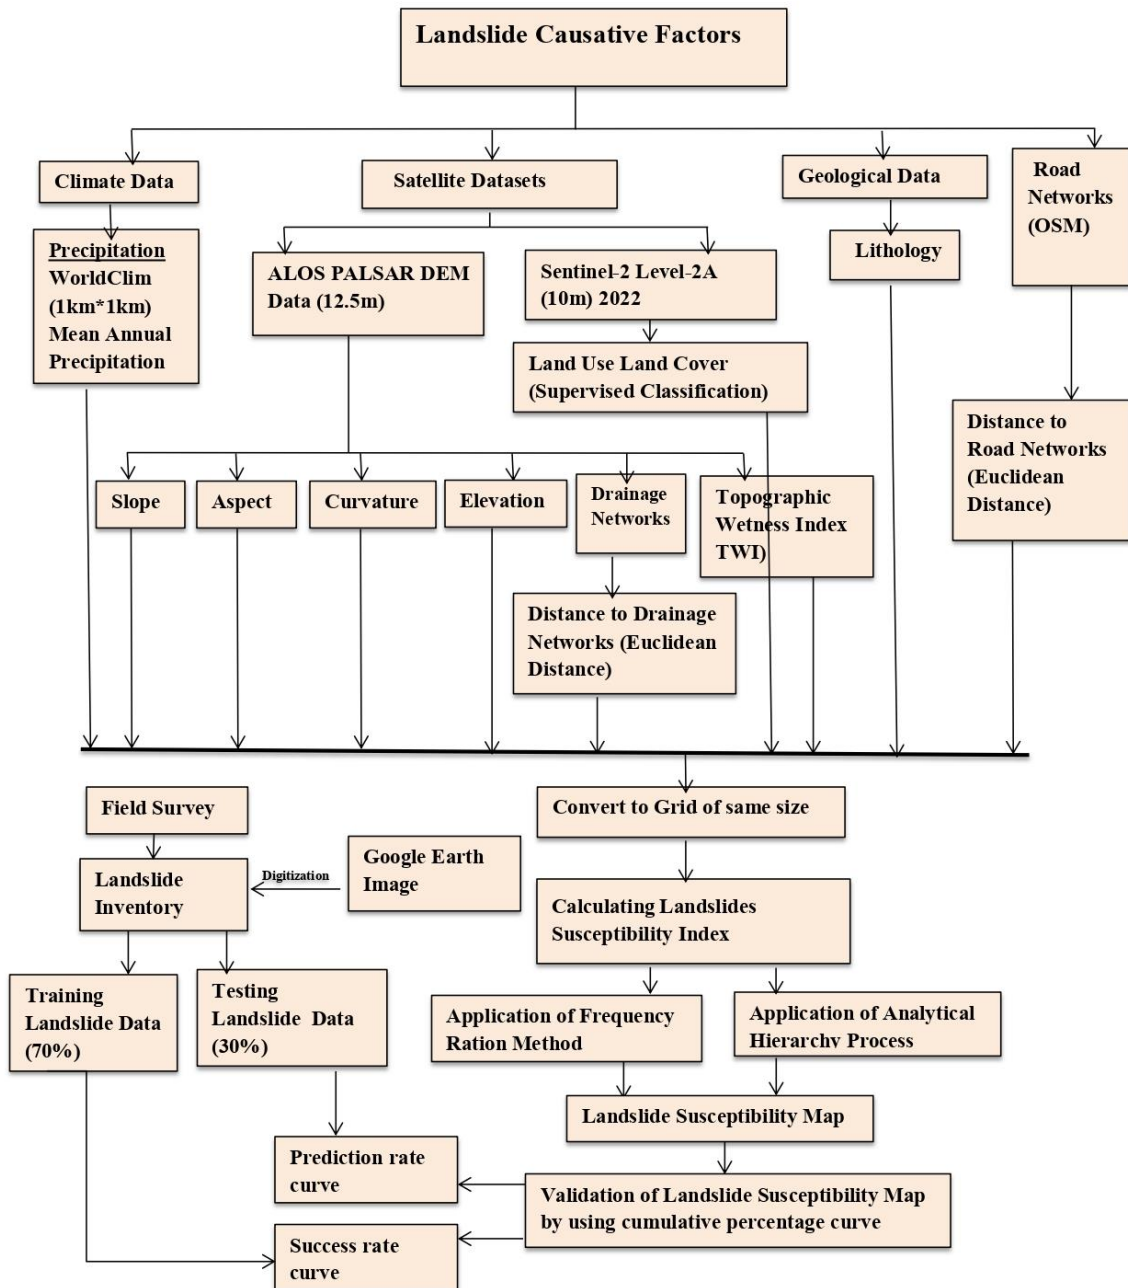 Landslide Causative Factors
Climate Data
Satellite Datasets
Geological Data
Road
Networks
(OSM)
Precipitation
WorldClim
(1km*1km)
Mean Annual
Precipitation
ALOS PALSAR DEM
Data (12.5m)
Sentinel-2 Level-2A
(10m) 2022
Lithology
Land Use Land Cover
(Supervised Classification)
Distance to
Road Networks
(Euclidean
Distance)
Slope
Aspect
Curvature
Elevation
Drainage
Networks
Topographic
Wetness Index
TWI)
Distance to Drainage
Networks (Euclidean
Distance)
Field Survey
Convert to Grid of same size
Landslide
Inventory
Digitization
Google Earth
Image
Calculating Landslides
Susceptibility Index
Training
Landslide Data
(70%)
Testing
Landslide Data
(30%)
Application of Frequency
Ration Method
Application of Analytical
Hierarchy Process
Landslide Susceptibility Map
Prediction rate
curve
Validation of Landslide Susceptibility Map
by using cumulative percentage curve
Success rate
curve